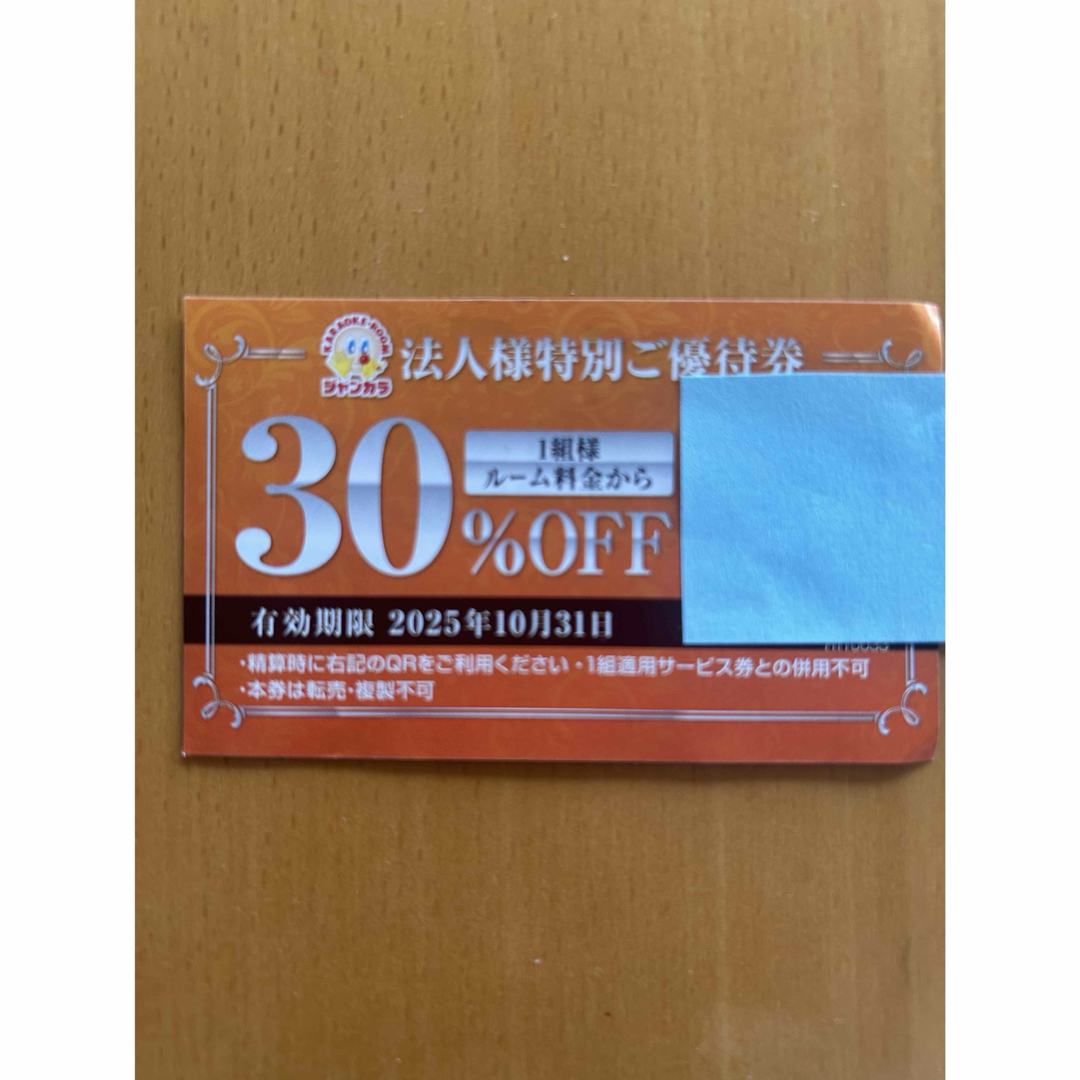 KARAOKE·ROOM
ジャンカラ
法人様特別ご優待券
30
1組様
ルーム料金から
%OFF
有効期限 2025年10月31日
・精算時に右記のQRをご利用ください・1組適用サービス券との併用不可
・本券は転売・複製不可